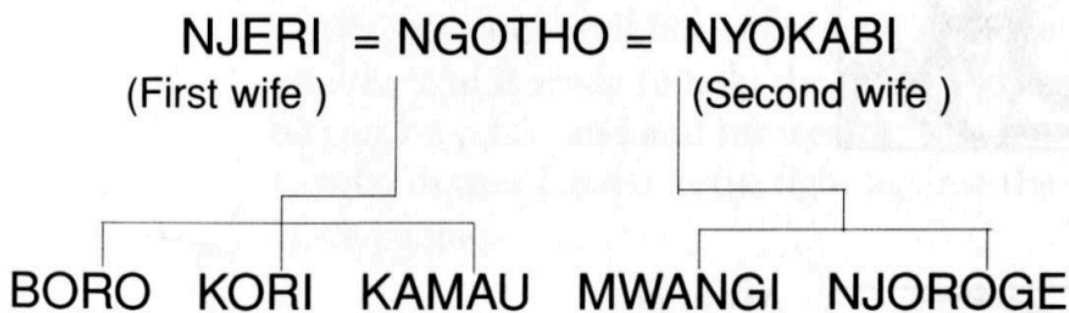 NJERI = NGOTHO = NYOKABI
(First wife ) (Second wife )
BORO KORI KAMAU MWANGI NJOROGE